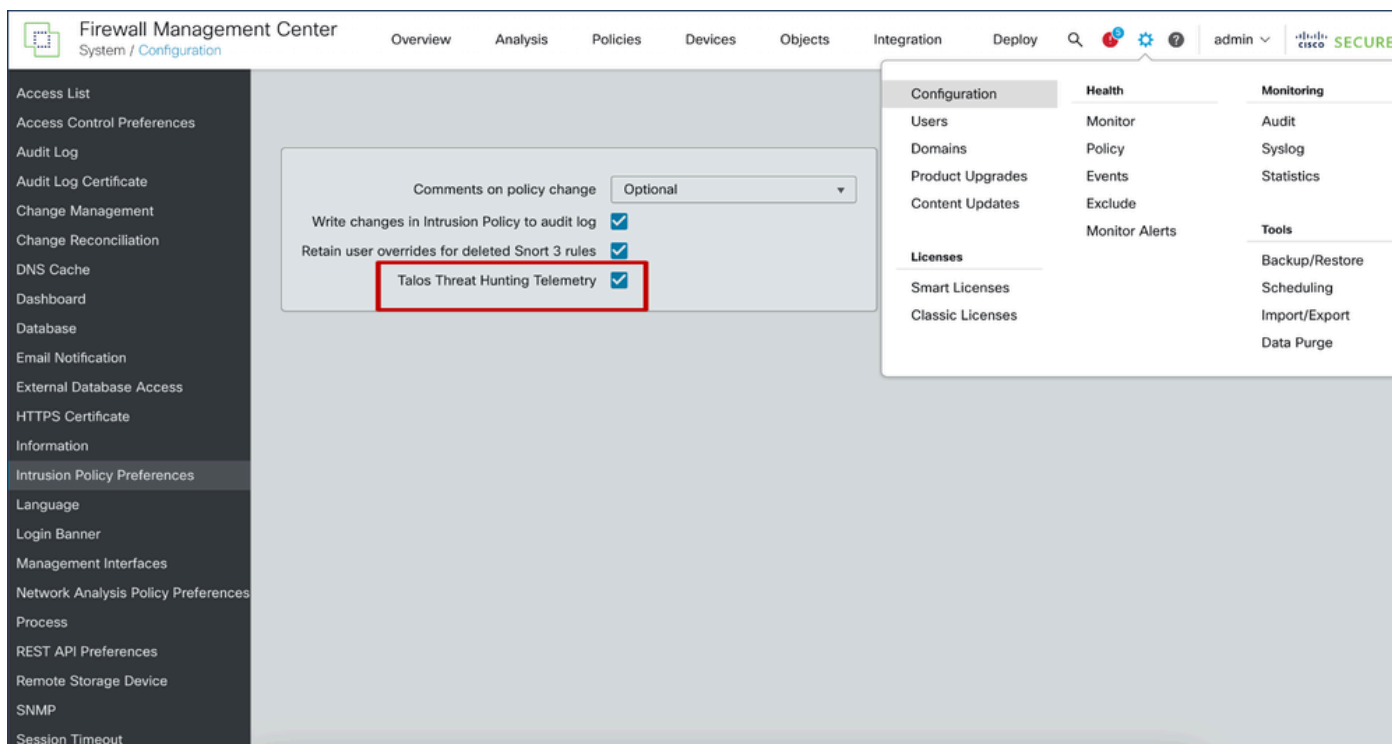 Firewall Management Center
System / Configuration
Overview
Analysis
Policies
Devices
Objects
Integration
Deploy
5
?
admin
cisco SECURE
Access List
Access Control Preferences
Audit Log
Audit Log Certificate
Change Management
Change Reconciliation
DNS Cache
Dashboard
Database
Email Notification
External Database Access
HTTPS Certificate
Information
Intrusion Policy Preferences
Language
Login Banner
Management Interfaces
Network Analysis Policy Preferences
Process
REST API Preferences
Remote Storage Device
SNMP
Session Timeout
Comments on policy change Optional
Write changes in Intrusion Policy to audit log
Retain user overrides for deleted Snort 3 rules
Talos Threat Hunting Telemetry
Configuration
Users
Domains
Product Upgrades
Content Updates
Licenses
Smart Licenses
Classic Licenses
Health
Monitor
Policy
Events
Exclude
Monitor Alerts
Monitoring
Audit
Syslog
Statistics
Tools
Backup/Restore
Scheduling
Import/Export
Data Purge